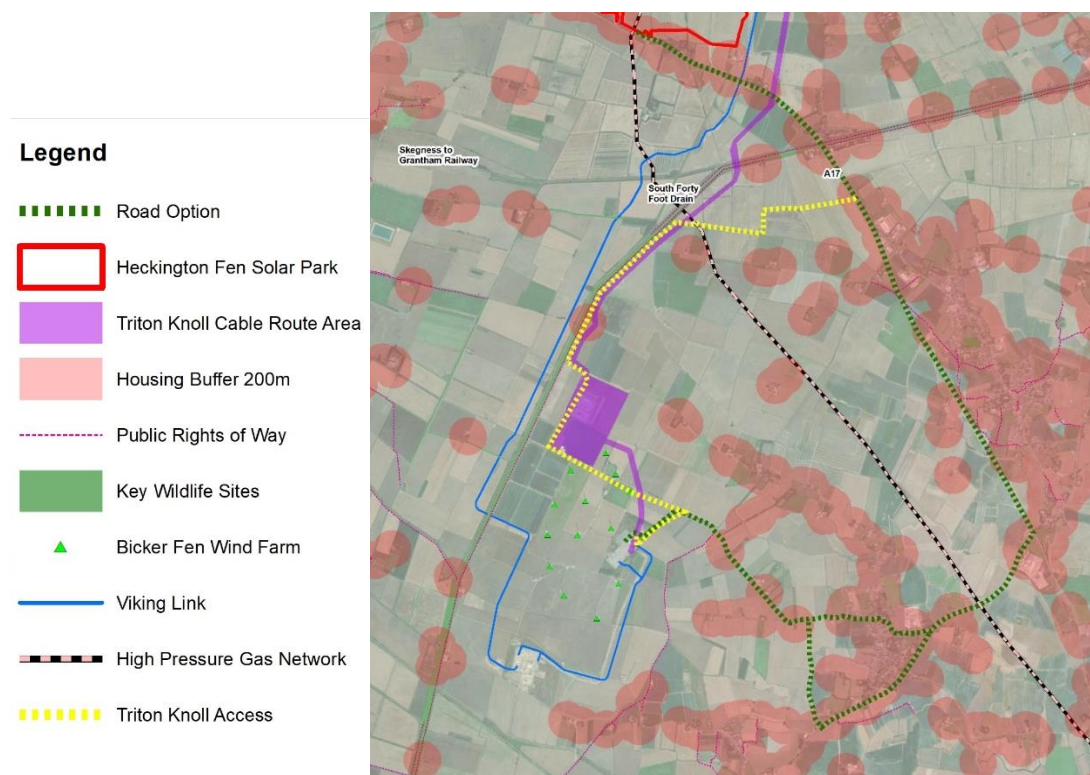 Legend
Road Option
Heckington Fen Solar Park
Triton Knoll Cable Route Area
Housing Buffer 200m
Public Rights of Way
Key Wildlife Sites
Bicker Fen Wind Farm
Viking Link
High Pressure Gas Network
Triton Knoll Access
Skegness to
Grantham Railway
South Forty
Foot Drain
A17